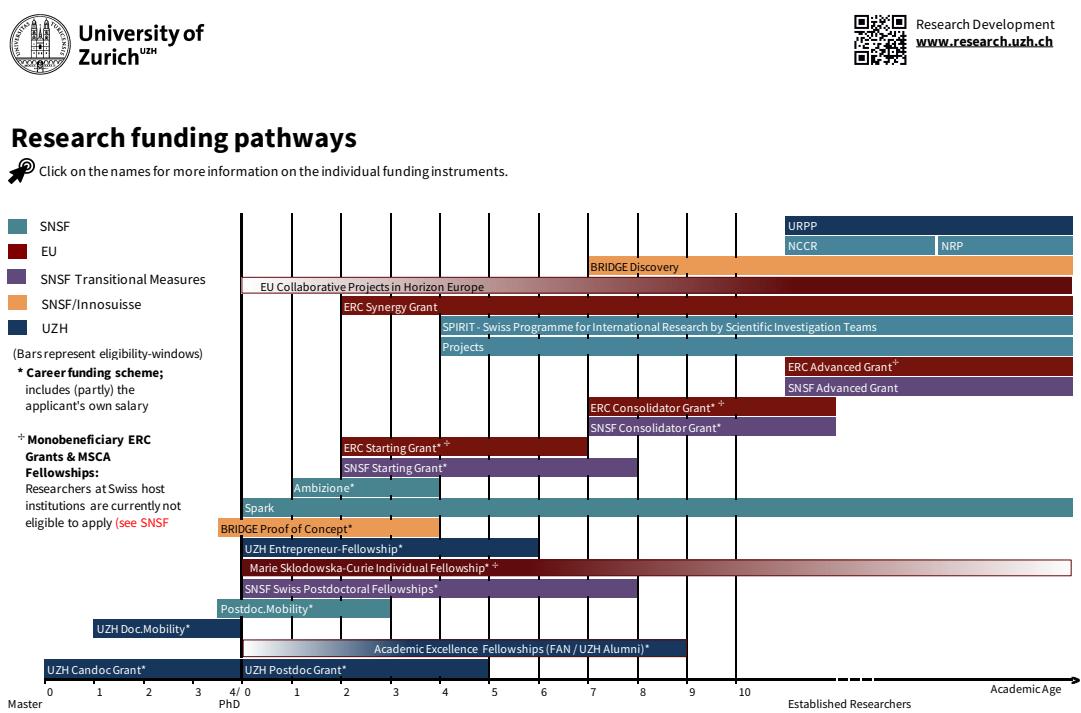 University of
Zurich UZH
Research Development
www.research.uzh.ch
Research funding pathways
Click on the names for more information on the individual funding instruments.
SNSF
EU
SNSF Transitional Measures
SNSF/Innosuisse
UZH
(Bars represent eligibility-windows)
* Career funding scheme;
includes (partly) the
applicant's own salary
÷ Monobeneficiary ERC
Grants & MSCA
Fellowships:
Researchers at Swiss host
institutions are currently not
eligible to apply (see SNSF
URPP
NCCR
NRP
BRIDGE Discovery
EU Collaborative Projects in Horizon Europe
ERC Synergy Grant
SPIRIT - Swiss Programme for International Research by Scientific Investigation Teams
Projects
ERC Advanced Grant÷
SNSF Advanced Grant
ERC Consolidator Grant* ÷
SNSF Consolidator Grant*
ERC Starting Grant* ÷
SNSF Starting Grant*
Ambizione*
Spark
BRIDGE Proof of Concept*
UZH Entrepreneur-Fellowship*
Marie Sklodowska-Curie Individual Fellowship* ÷
SNSF Swiss Postdoctoral Fellowships*
Postdoc.Mobility*
UZH Doc.Mobility*
Academic Excellence Fellowships (FAN / UZH Alumni)*
UZH Candoc Grant*
UZH Postdoc Grant*
0 1 2 3 4/ 0 1 2 3 4 5 6 7 8 9 10
Academic Age
Master
PhD
Established Researchers